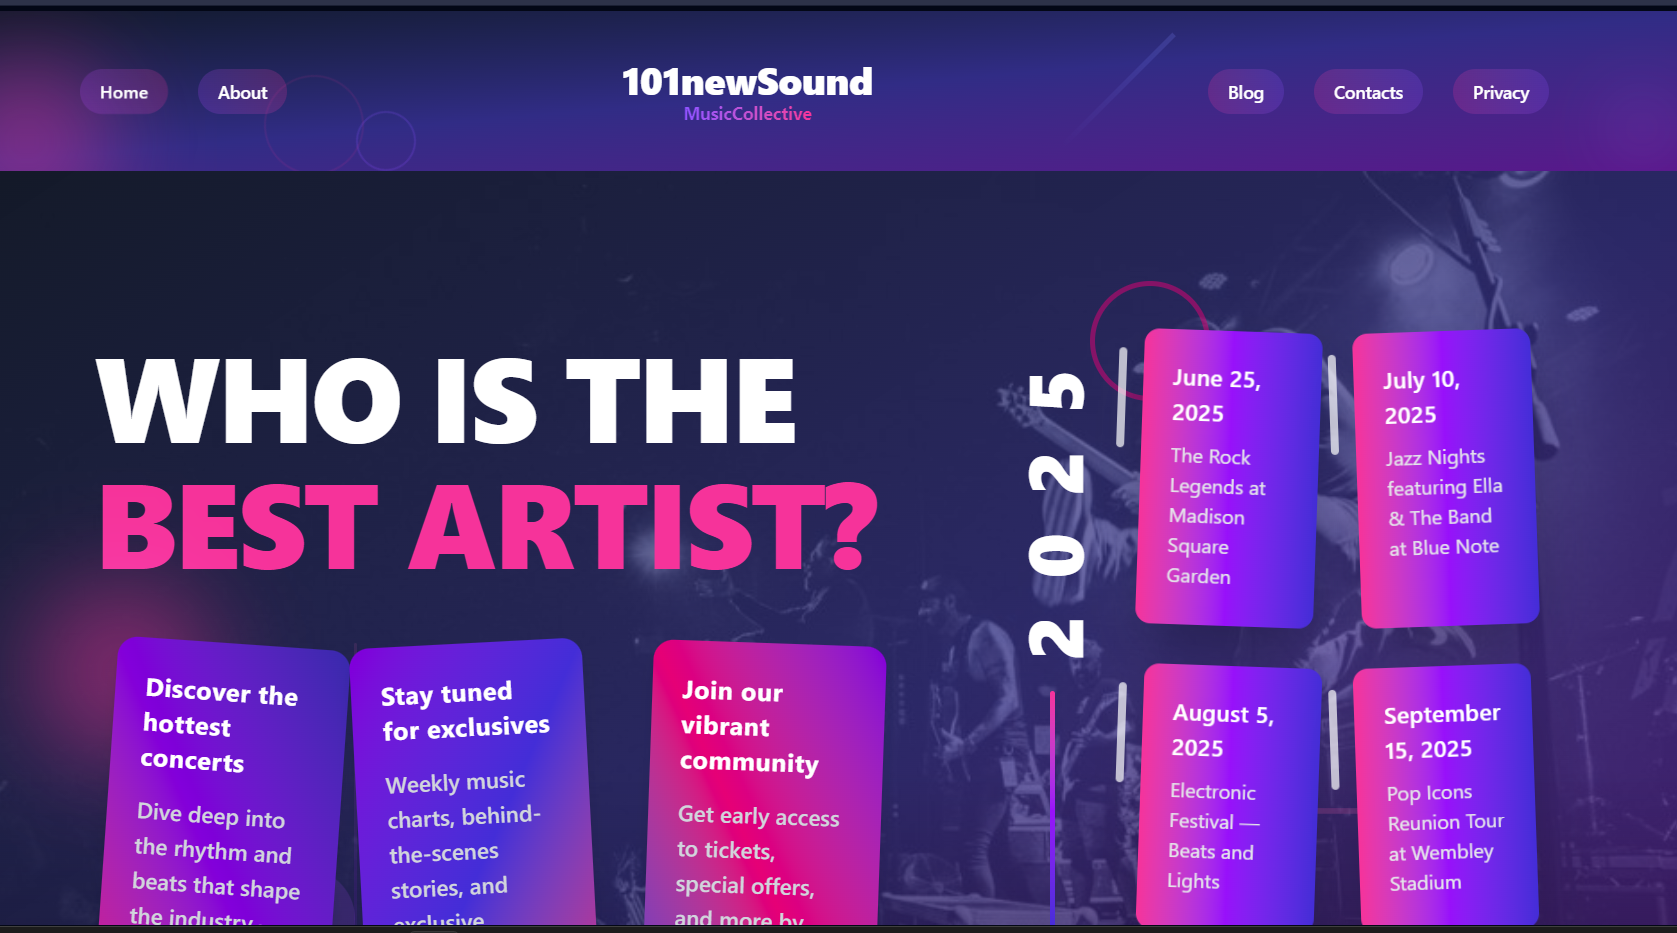 Home
About
101newSound
MusicCollective
Blog
Contacts
Privacy
WHO IS THE
BEST ARTIST?
Discover the
hottest
concerts
Dive deep into
the rhythm and
beats that shape
the industry
Stay tuned
for exclusives
Weekly music
charts, behind-
the-scenes
stories, and
exclusive
Join our
vibrant
community
Get early access
to tickets,
special offers,
and more by
2025
June 25,
2025
The Rock
Legends at
Madison
Square
Garden
July 10,
2025
Jazz Nights
featuring Ella
& The Band
at Blue Note
August 5,
2025
Electronic
Festival —
Beats and
Lights
September
15, 2025
Pop Icons
Reunion Tour
at Wembley
Stadium